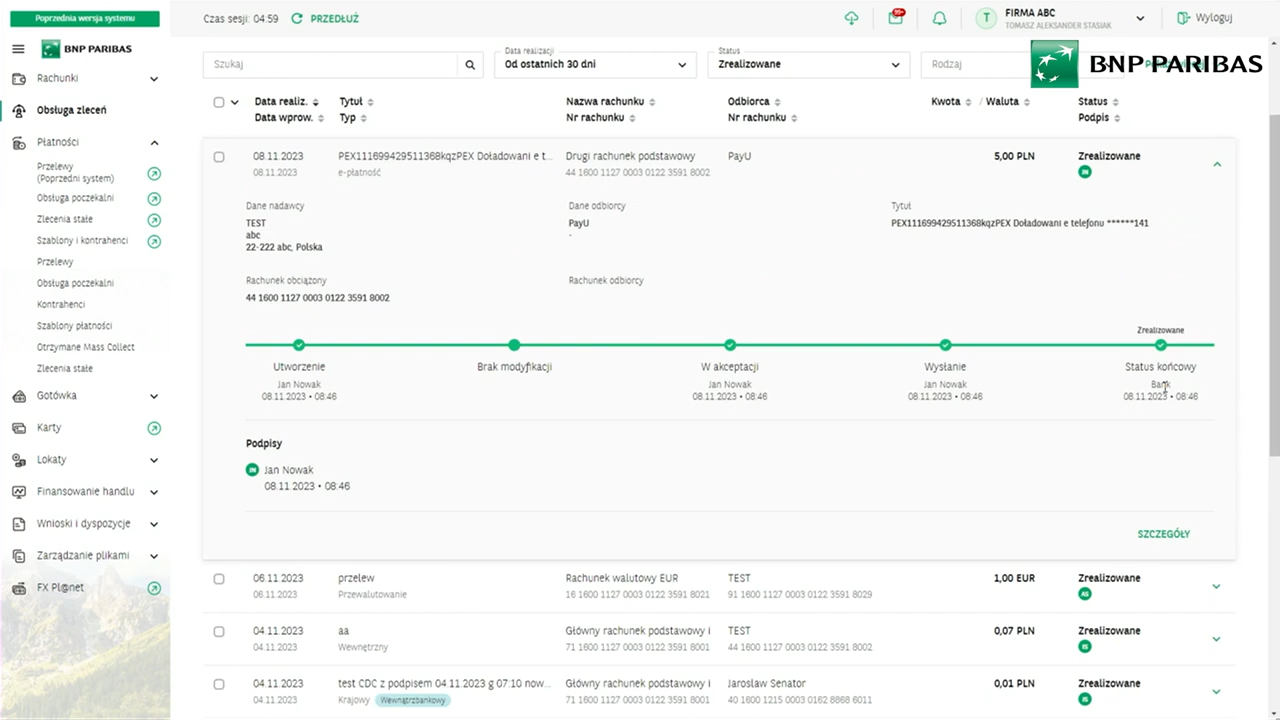 Poprzednia wersja systemu
Czas sesji: 04:59
PRZEDŁUŻ
99+
T
FIRMA ABC
TOMASZ ALEKSANDER STASIAK
Wyloguj
BNP PARIBAS
BNP PARIBAS
Rachunki
Obsługa zleceń
Płatności
Przelewy
(Poprzedni system)
Obsługa poczekalni
Zlecenia stałe
Szablony i kontrahenci
Przelewy
Obsługa poczekalni
Kontrahenci
Szablony płatności
Otrzymane Mass Collect
Zlecenia stałe
Gotówka
Karty
Lokaty
Finansowanie handlu
Wnioski i dyspozycje
Zarządzanie plikami
FX Pl@net
Szukaj
Data realizacji
Od ostatnich 30 dni
Status
Zrealizowane
Rodzaj
Data realiz. Tytuł Nazwa rachunku Odbiorca Kwota / Waluta Status
Data wprow. Typ Nr rachunku Nr rachunku Podpis
08.11.2023 PEX111699429511368kqzPEX Doładowani e t... Drugi rachunek podstawowy PayU 5,00 PLN Zrealizowane
08.11.2023 e-płatność 44 1600 1127 0003 0122 3591 8002 JN
Dane nadawcy Dane odbiorcy Tytuł
TEST PayU PEX111699429511368kqzPEX Doładowani e telefonu ******141
abc -
22-222 abc, Polska
Rachunek obciążony Rachunek odbiorcy
44 1600 1127 0003 0122 3591 8002
Zrealizowane
Utworzenie Brak modyfikacji W akceptacji Wysłanie Status końcowy
Jan Nowak Jan Nowak Jan Nowak Bank
08.11.2023 • 08:46 08.11.2023 • 08:46 08.11.2023 • 08:46 08.11.2023 • 08:46
Podpisy
JN Jan Nowak
08.11.2023 • 08:46
SZCZEGÓŁY
06.11.2023 przelew Rachunek walutowy EUR TEST 1,00 EUR Zrealizowane
06.11.2023 Przewalutowanie 16 1600 1127 0003 0122 3591 8021 91 1600 1127 0003 0122 3591 8029 AS
04.11.2023 aa Główny rachunek podstawowy i TEST 0,07 PLN Zrealizowane
04.11.2023 Wewnętrzny 71 1600 1127 0003 0122 3591 8001 44 1600 1127 0003 0122 3591 8002 IS
04.11.2023 test CDC z podpisem 04 11 2023 g 07:10 now... Główny rachunek podstawowy i Jaroslaw Senator 0,01 PLN Zrealizowane
04.11.2023 Krajowy Wewnątrzbankowy 71 1600 1127 0003 0122 3591 8001 40 1600 1215 0003 0162 8868 6011 IS